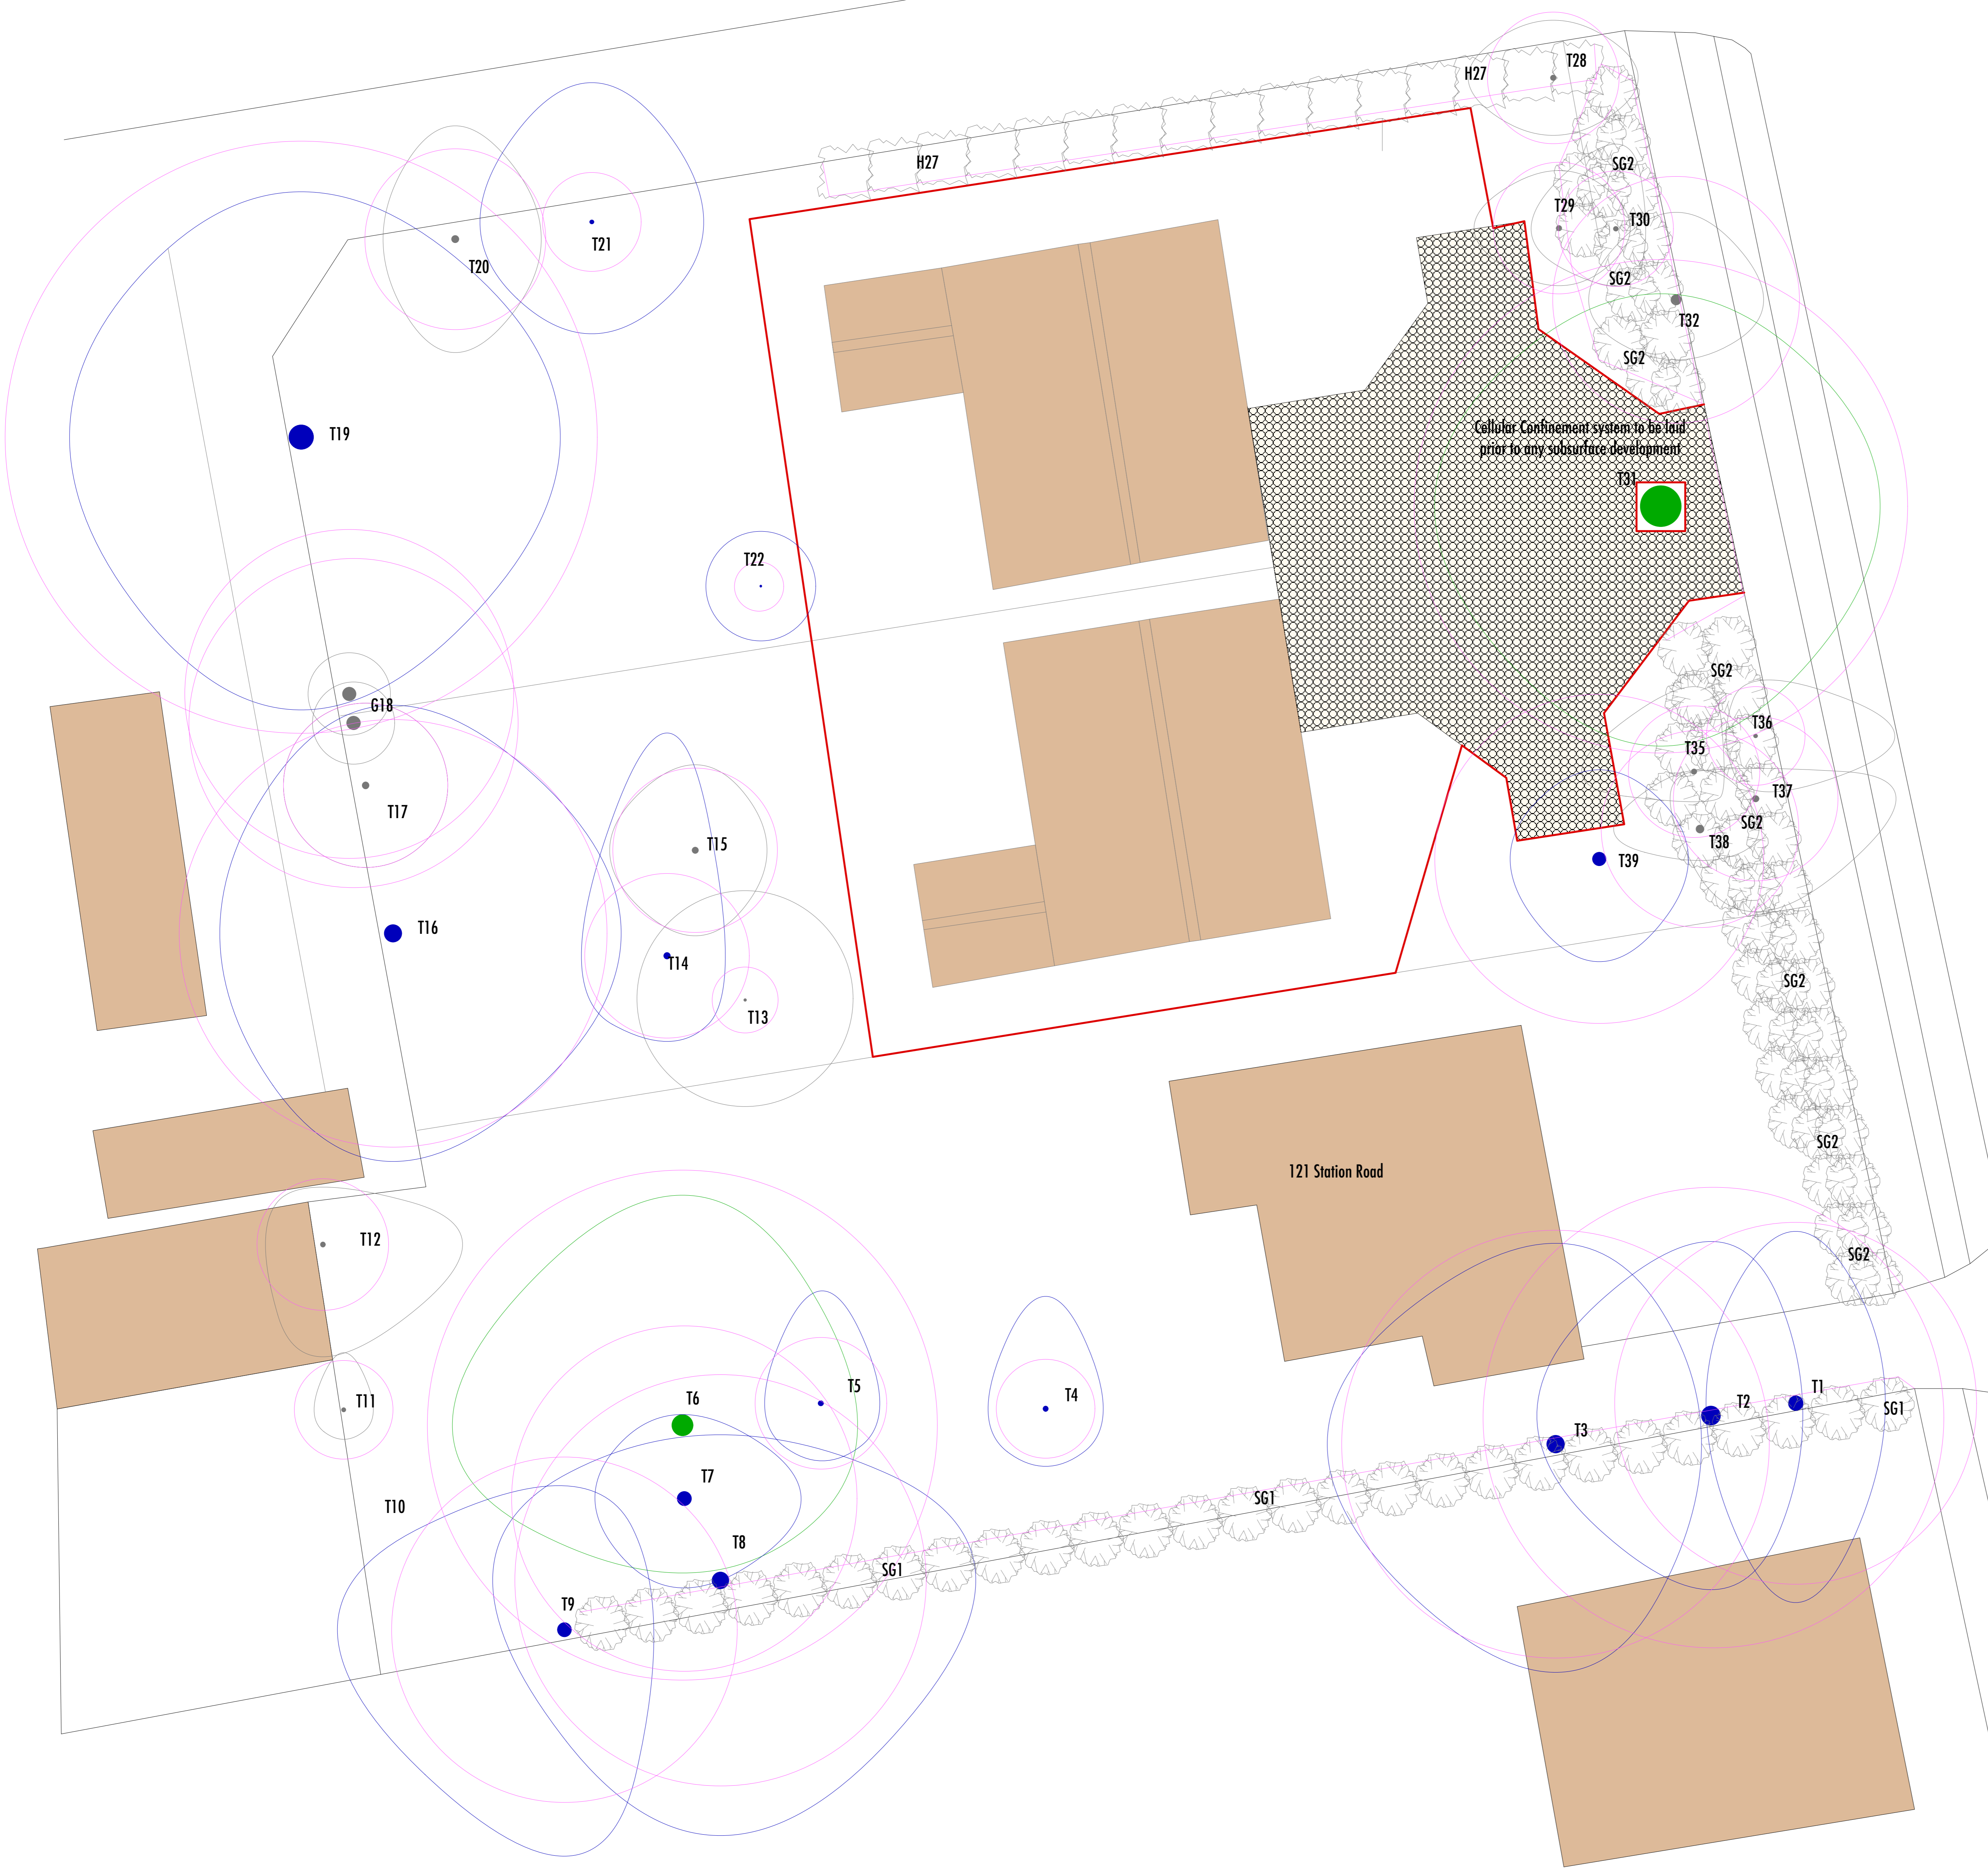 T28
H27
H27
SG2
T29
T30
T21
T20
SG2
T32
SG2
Cellular Confinement system to be laid
prior to any subsurface development
T19
T31
T22
SG2
G18
T36
T35
T37
T17
SG2
T15
T38
T39
T16
T14
SG2
T13
SG2
121 Station Road
T12
SG2
T1
T5
T4
T6
T2
T11
SG1
T3
T7
SG1
T10
T8
SG1
T9